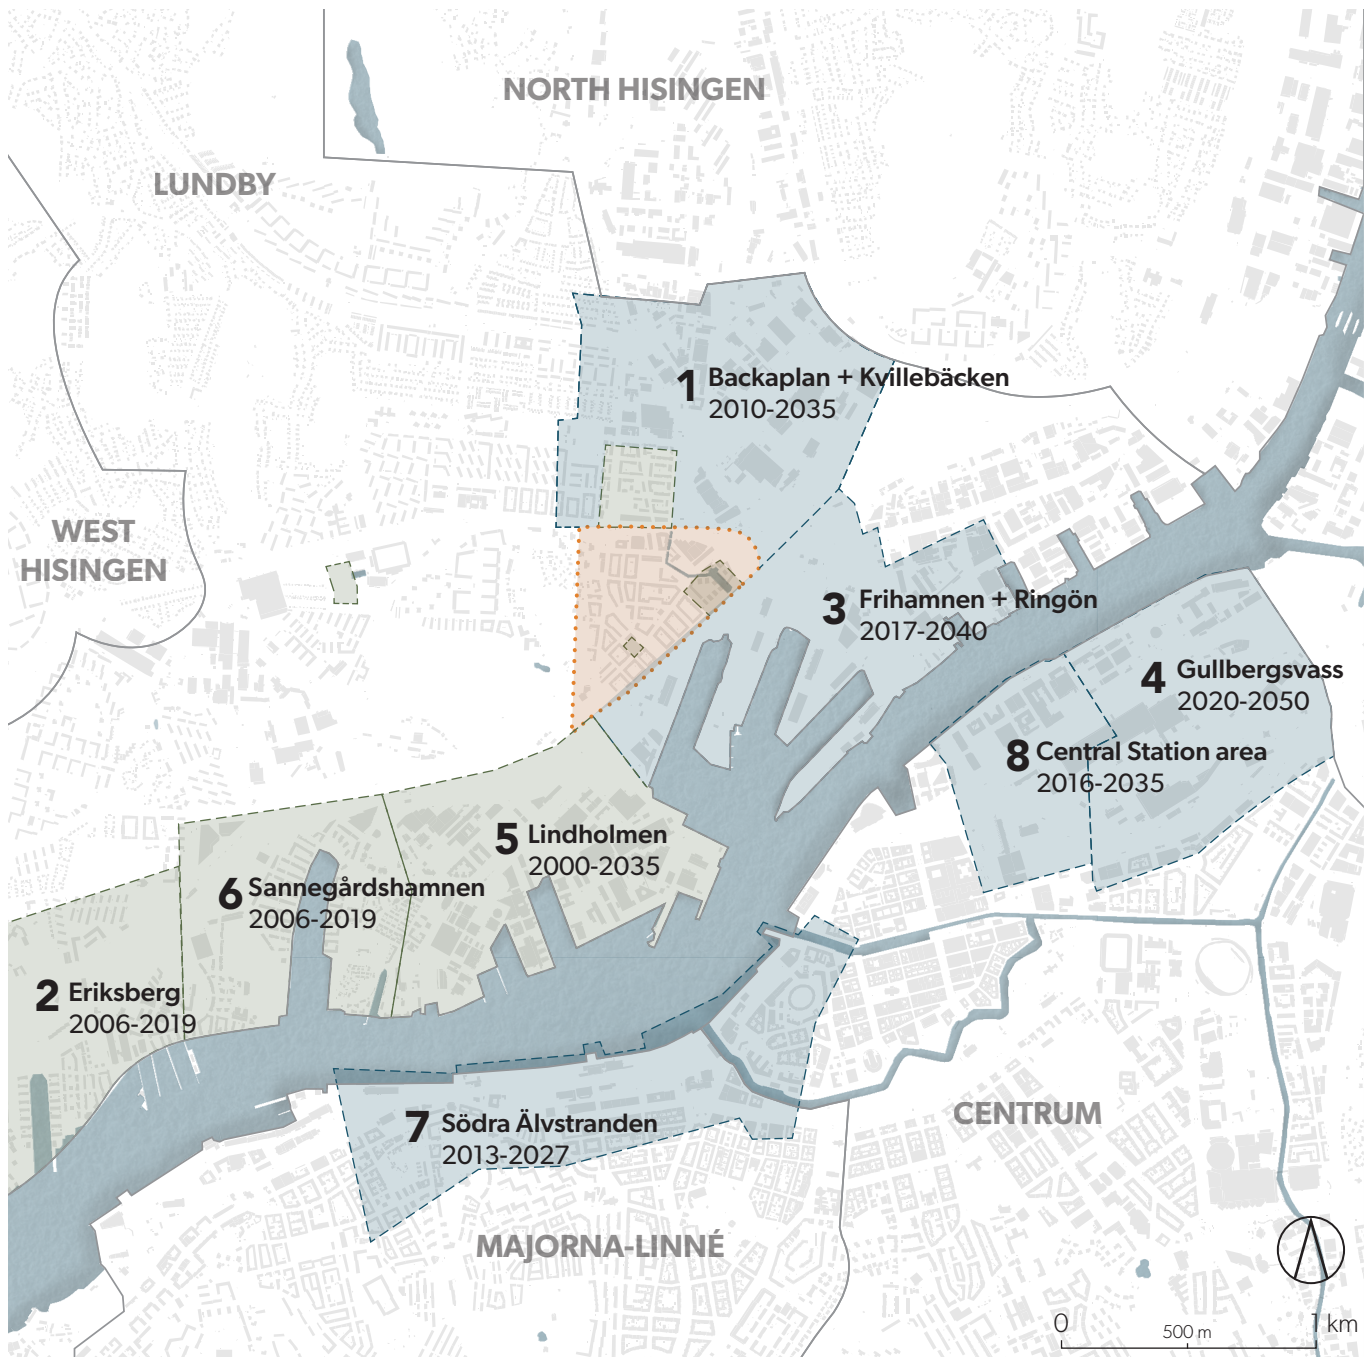 NORTH HISINGEN
LUNDBY
1 Backaplan + Kvillebäcken
2010-2035
WEST
HISINGEN
3 Frihamnen + Ringön
2017-2040
4 Gullbergsvass
2020-2050
8 Central Station area
2016-2035
5 Lindholmen
2000-2035
6 Sannegårdshamnen
2006-2019
2 Eriksberg
2006-2019
7 Södra Älvstranden
2013-2027
CENTRUM
MAJORNA-LINNÉ
0 500 m 1 km